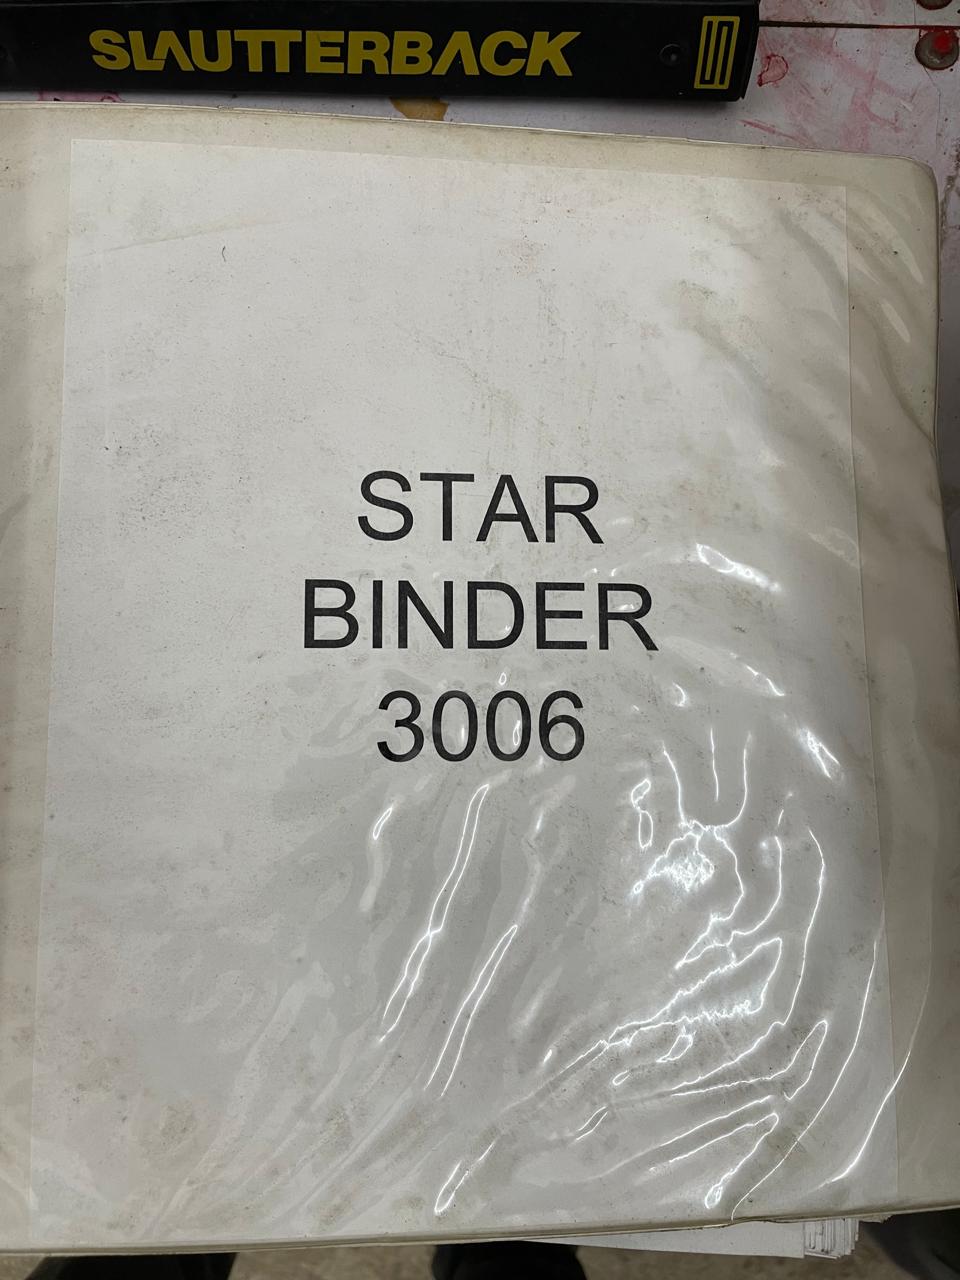 SLAUTTERBACK
STAR
BINDER
3006